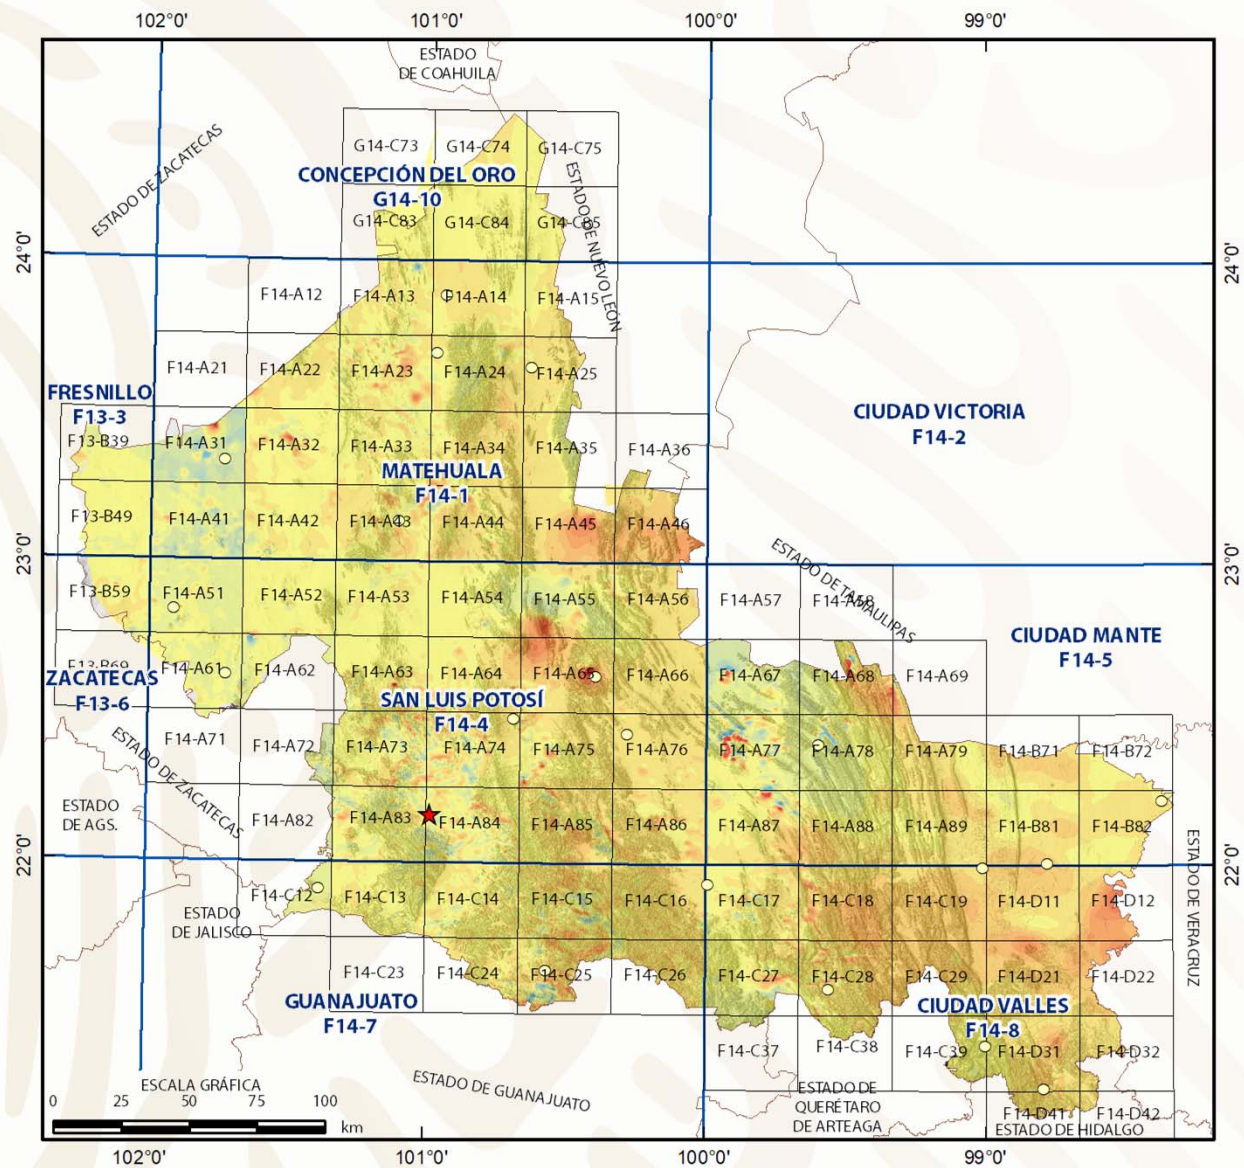 102°0'
101°0'
100°0'
99°0'
ESTADO
DE COAHUILA
ESTADO DE ZACATECAS
G14-C73
G14-C74
G14-C75
CONCEPCIÓN DEL ORO
G14-10
ESTADO DE NUEVO LEÓN
G14-C83
G14-C84
24°0'
24°0'
F14-A12
F14-A13
F14-A14
F14-A15
F14-A21
F14-A22
F14-A23
F14-A24
F14-A25
FRESNILLO
F13-3
CIUDAD VICTORIA
F14-2
F13-B39
F14-A31
F14-A32
F14-A33
F14-A34
F14-A35
F14-A36
MATEHUALA
F14-1
F13-B49
F14-A41
F14-A42
F14-A43
F14-A44
F14-A45
F14-A46
23°0'
23°0'
ESTADO DE TAMAULIPAS
F13-B59
F14-A51
F14-A52
F14-A53
F14-A54
F14-A55
F14-A56
F14-A57
CIUDAD MANTE
F14-5
F13-B69
F14-A61
F14-A62
F14-A63
F14-A64
F14-A65
F14-A66
F14-A67
F14-A68
F14-A69
ZACATECAS
F13-6
SAN LUIS POTOSÍ
F14-4
ESTADO DE ZACATECAS
F14-A71
F14-A72
F14-A73
F14-A74
F14-A75
F14-A76
F14-A77
F14-A78
F14-A79
F14-B71
F14-B72
ESTADO
DE AGS.
F14-A82
F14-A83
F14-A84
F14-A85
F14-A86
F14-A87
F14-A88
F14-A89
F14-B81
F14-B82
22°0'
22°0'
ESTADO DE VERACRUZ
F14-C12
F14-C13
F14-C14
F14-C15
F14-C16
F14-C17
F14-C18
F14-C19
F14-D11
F14-D12
ESTADO
DE JALISCO
F14-C23
F14-C24
F14-C25
F14-C26
F14-C27
F14-C28
F14-C29
F14-D21
F14-D22
GUANAJUATO
F14-7
CIUDAD VALLES
F14-8
F14-C37
F14-C38
F14-C39
F14-D31
F14-D32
ESCALA GRÁFICA
0 25 50 75 100
km
ESTADO DE GUANAJUATO
ESTADO DE
QUERÉTARO
DE ARTEAGA
F14-D41
F14-D42
ESTADO DE HIDALGO
102°0'
101°0'
100°0'
99°0'